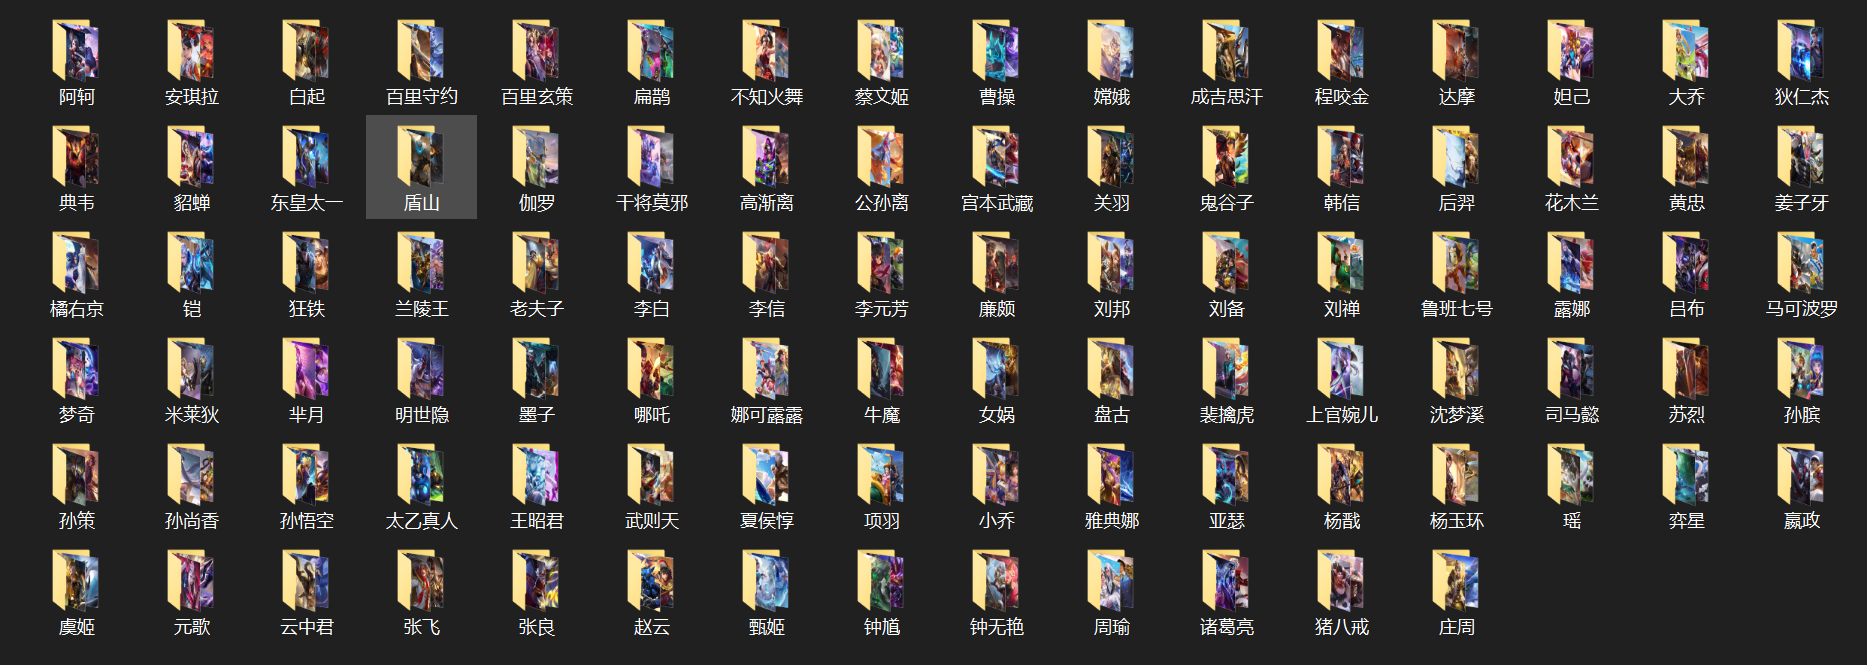 阿轲 安琪拉 白起 百里守约 百里玄策 扁鹊 不知火舞 蔡文姬 曹操 嫦娥 成吉思汗 程咬金 达摩 妲己 大乔 狄仁杰
典韦 貂蝉 东皇太一 盾山 伽罗 干将莫邪 高渐离 公孙离 宫本武藏 关羽 鬼谷子 韩信 后羿 花木兰 黄忠 姜子牙
橘右京 铠 狂铁 兰陵王 老夫子 李白 李信 李元芳 廉颇 刘邦 刘备 刘禅 鲁班七号 露娜 吕布 马可波罗
梦奇 米莱狄 芈月 明世隐 墨子 哪吒 娜可露露 牛魔 女娲 盘古 裴擒虎 上官婉儿 沈梦溪 司马懿 苏烈 孙膑
孙策 孙尚香 孙悟空 太乙真人 王昭君 武则天 夏侯惇 项羽 小乔 雅典娜 亚瑟 杨戬 杨玉环 瑶 弈星 嬴政
虞姬 元歌 云中君 张飞 张良 赵云 甄姬 钟馗 钟无艳 周瑜 诸葛亮 猪八戒 庄周